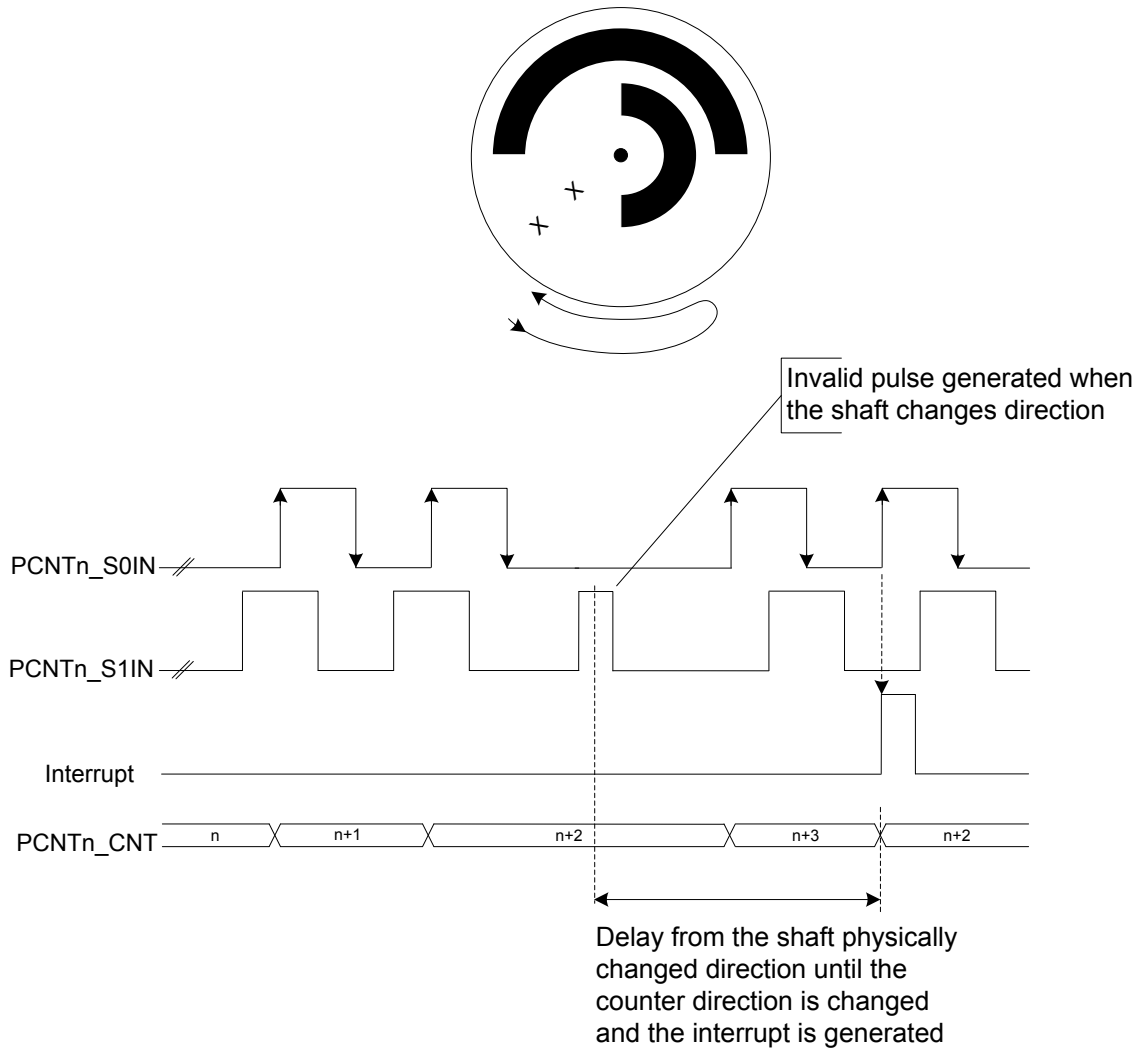 X
X
Invalid pulse generated when
the shaft changes direction
PCNTn_S0IN
PCNTn_S1IN
Interrupt
PCNTn_CNT
n
n+1
n+2
n+3
n+2
Delay from the shaft physically
changed direction until the
counter direction is changed
and the interrupt is generated